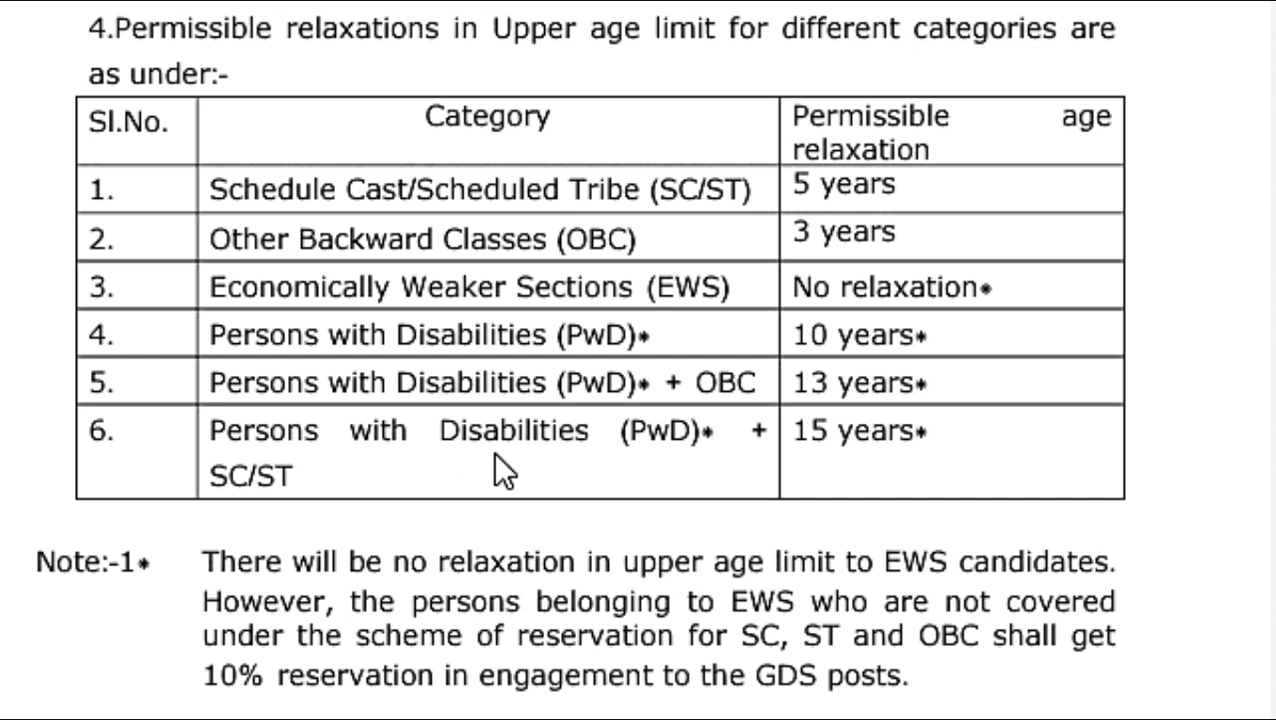 4.Permissible relaxations in Upper age limit for different categories are
as under:-
Sl.No. Category Permissible age
relaxation
1. Schedule Cast/Scheduled Tribe (SC/ST) 5 years
2. Other Backward Classes (OBC) 3 years
3. Economically Weaker Sections (EWS) No relaxation*
4. Persons with Disabilities (PwD)* 10 years*
5. Persons with Disabilities (PwD)* + OBC 13 years*
6. Persons with Disabilities (PwD)* + 15 years*
SC/ST
Note:-1* There will be no relaxation in upper age limit to EWS candidates.
However, the persons belonging to EWS who are not covered
under the scheme of reservation for SC, ST and OBC shall get
10% reservation in engagement to the GDS posts.